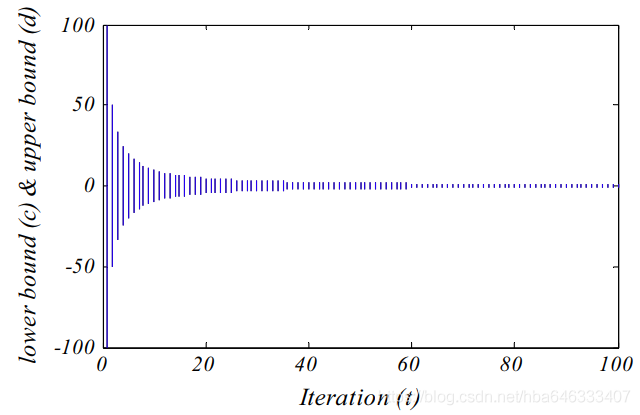 lower bound (c) & upper bound (d)
100
50
0
-50
-100
0 20 40 60 80 100
Iteration (i)
https://blog.csdn.net/hba646333407